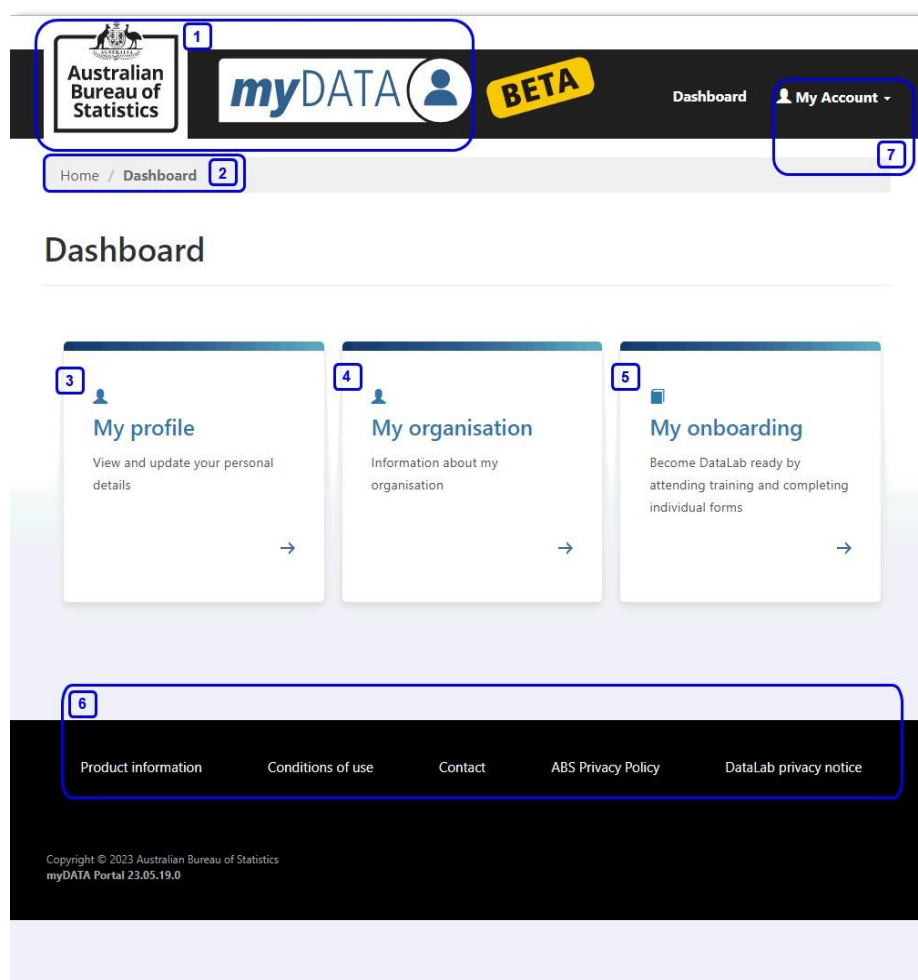 1
Australian
Bureau of
Statistics
myDATA
BETA
Dashboard
My Account
7
Home / Dashboard
2
Dashboard
3
My profile
View and update your personal
details
4
My organisation
Information about my
organisation
5
My onboarding
Become DataLab ready by
attending training and completing
individual forms
6
Product information
Conditions of use
Contact
ABS Privacy Policy
DataLab privacy notice
Copyright © 2023 Australian Bureau of Statistics
myDATA Portal 23.05.19.0